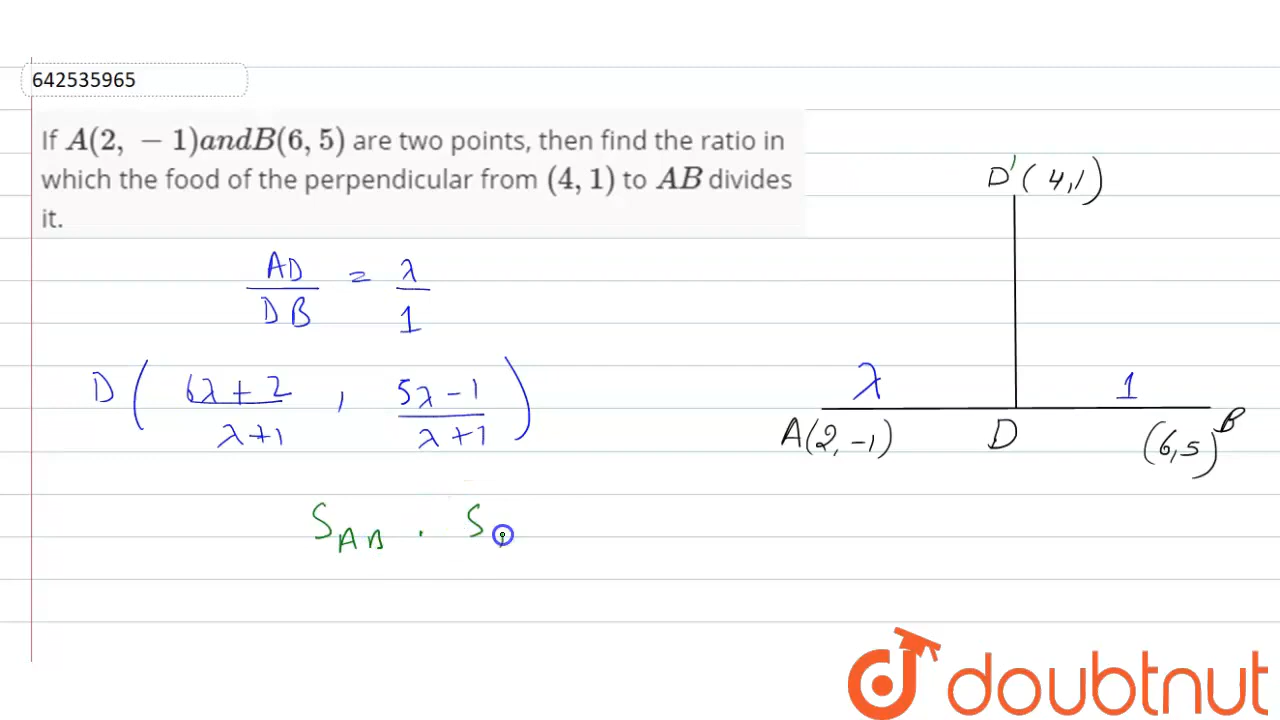 642535965
If A(2, −1)andB(6, 5) are two points, then find the ratio in
which the food of the perpendicular from (4, 1) to AB divides
it.
AD/DB = λ/1
D( (6λ+2)/(λ+1) , (5λ−1)/(λ+1) )
S_AB . S
D'(4,1)
λ 1
A(2,−1) D (6,5) B
doubtnut